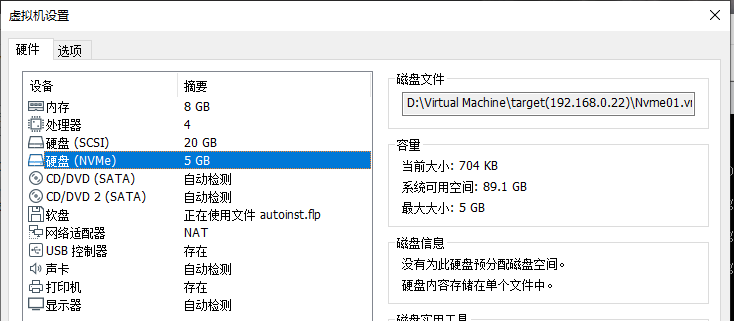 虚拟机设置
硬件 选项
设备 摘要
内存 8 GB
处理器 4
硬盘 (SCSI) 20 GB
硬盘 (NVMe) 5 GB
CD/DVD (SATA) 自动检测
CD/DVD 2 (SATA) 自动检测
软盘 正在使用文件 autoinst.flp
网络适配器 NAT
USB 控制器 存在
声卡 自动检测
打印机 存在
显示器 自动检测
磁盘文件
D:\Virtual Machine\target(192.168.0.22)\Nvme01.v
容量
当前大小: 704 KB
系统可用空间: 89.1 GB
最大大小: 5 GB
磁盘信息
没有为此硬盘预分配磁盘空间。
硬盘内容存储在单个文件中。
磁盘实用工具